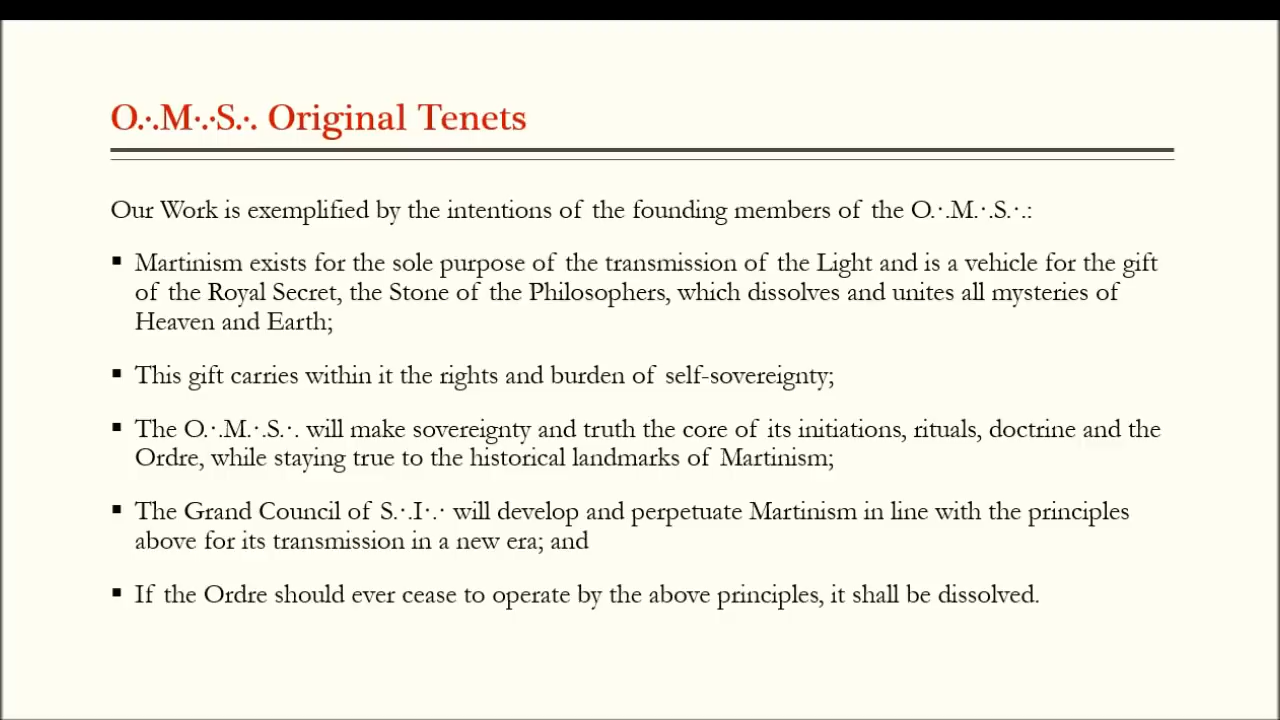 O.·.M.·.·S.·. Original Tenets
Our Work is exemplified by the intentions of the founding members of the O.·.M.·.S.·.:
▪ Martinism exists for the sole purpose of the transmission of the Light and is a vehicle for the gift
of the Royal Secret, the Stone of the Philosophers, which dissolves and unites all mysteries of
Heaven and Earth;
▪ This gift carries within it the rights and burden of self-sovereignty;
▪ The O.·.M.·.S.·. will make sovereignty and truth the core of its initiations, rituals, doctrine and the
Ordre, while staying true to the historical landmarks of Martinism;
▪ The Grand Council of S.·.I·.· will develop and perpetuate Martinism in line with the principles
above for its transmission in a new era; and
▪ If the Ordre should ever cease to operate by the above principles, it shall be dissolved.